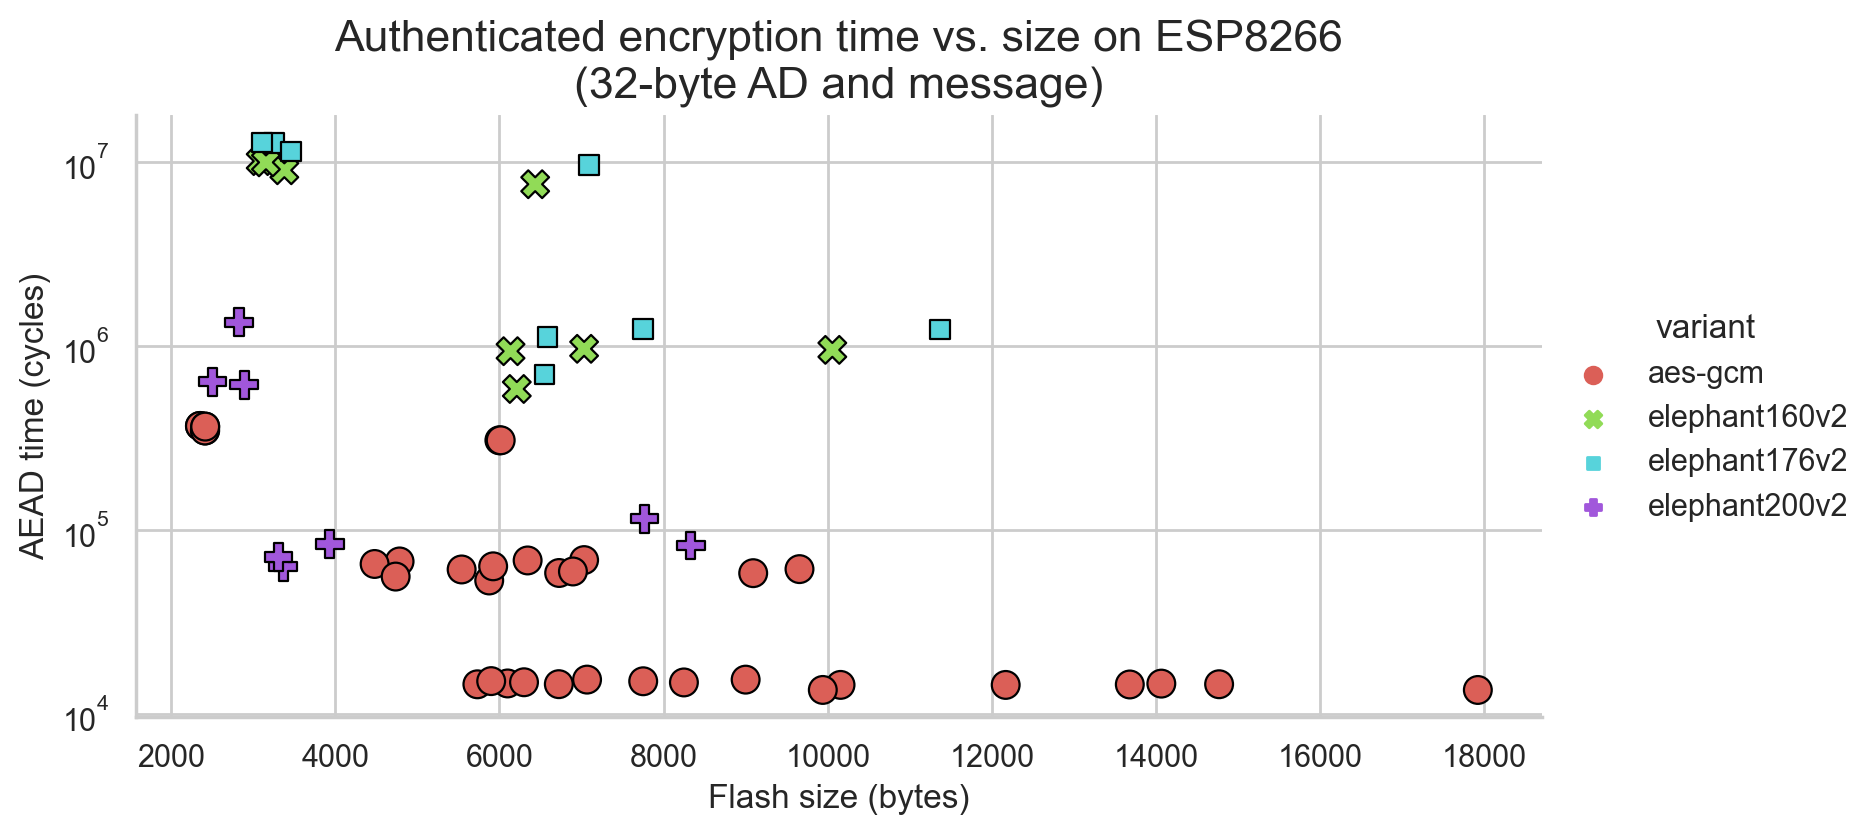 Authenticated encryption time vs. size on ESP8266
(32-byte AD and message)
AEAD time (cycles)
10^7
10^6
10^5
10^4
2000 4000 6000 8000 10000 12000 14000 16000 18000
Flash size (bytes)
variant
aes-gcm
elephant160v2
elephant176v2
elephant200v2